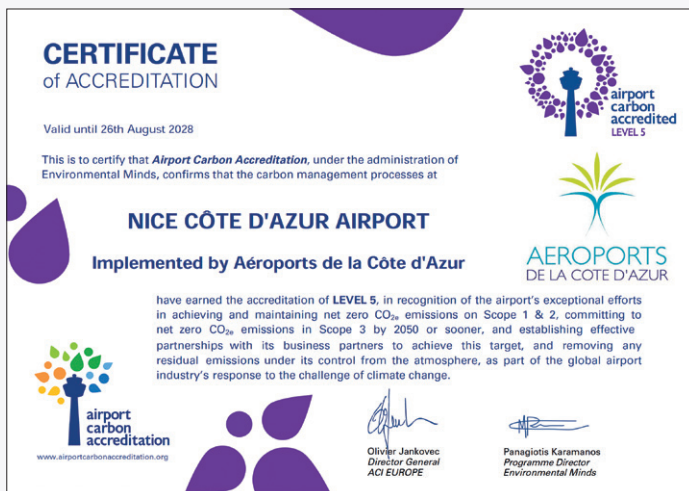 CERTIFICATE
of ACCREDITATION
airport
carbon
accredited
LEVEL 5
Valid until 26th August 2028
This is to certify that Airport Carbon Accreditation, under the administration of
Environmental Minds, confirms that the carbon management processes at
NICE CÔTE D'AZUR AIRPORT
Implemented by Aéroports de la Côte d'Azur
AEROPORTS
DE LA COTE D'AZUR
have earned the accreditation of LEVEL 5, in recognition of the airport's exceptional efforts
in achieving and maintaining net zero CO₂ₑ emissions on Scope 1 & 2, committing to
net zero CO₂ₑ emissions in Scope 3 by 2050 or sooner, and establishing effective
partnerships with its business partners to achieve this target, and removing any
residual emissions under its control from the atmosphere, as part of the global airport
industry's response to the challenge of climate change.
airport
carbon
accreditation
www.airportcarbonaccreditation.org
Olivier Jankovec
Director General
ACI EUROPE
Panagiotis Karamanos
Programme Director
Environmental Minds